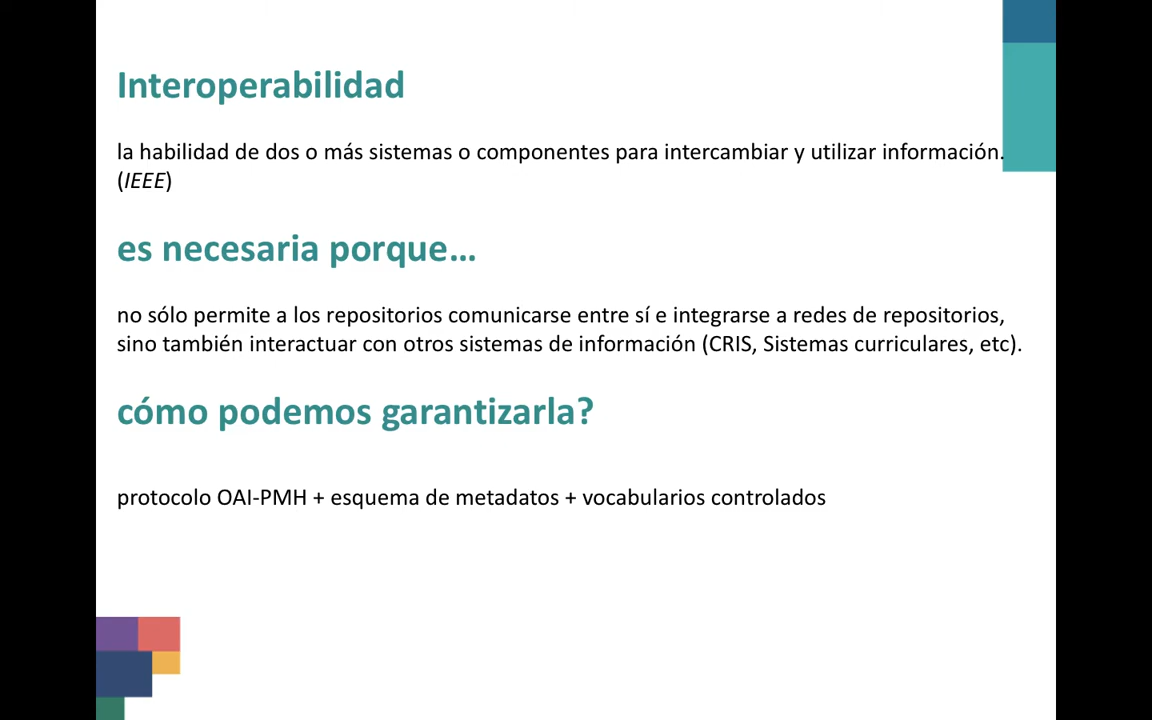 Interoperabilidad
la habilidad de dos o más sistemas o componentes para intercambiar y utilizar información.
(IEEE)
es necesaria porque…
no sólo permite a los repositorios comunicarse entre sí e integrarse a redes de repositorios,
sino también interactuar con otros sistemas de información (CRIS, Sistemas curriculares, etc).
cómo podemos garantizarla?
protocolo OAI-PMH + esquema de metadatos + vocabularios controlados